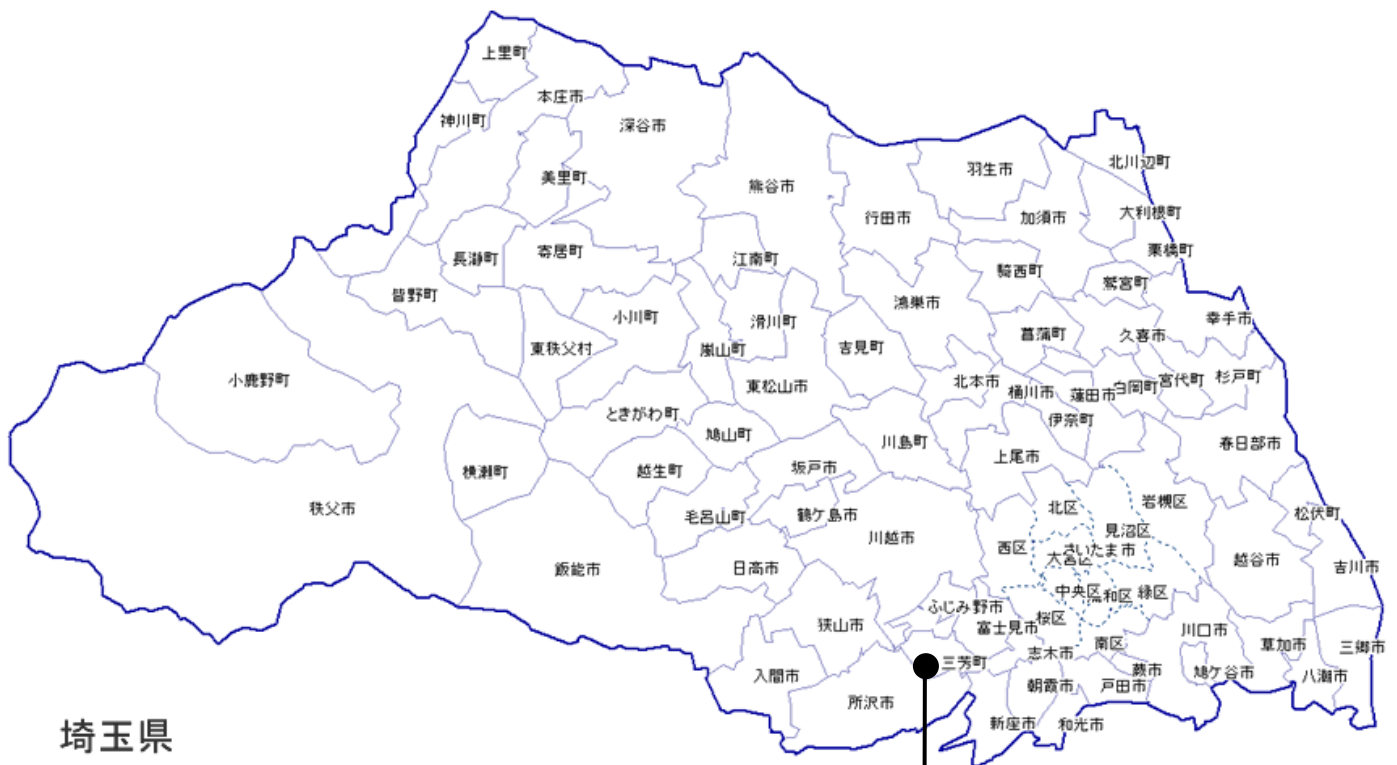 上里町
本庄市
神川町
深谷市
美里町
熊谷市
羽生市
北川辺町
行田市
加須市
大利根町
栗橋町
長瀞町
寄居町
江南町
騎西町
鷲宮町
皆野町
小川町
滑川町
鴻巣市
幸手市
東秩父村
嵐山町
吉見町
菖蒲町
久喜市
小鹿野町
東松山市
北本市
桶川市
蓮田市
白岡町
宮代町
杉戸町
ときがわ町
鳩山町
川島町
伊奈町
春日部市
横瀬町
越生町
坂戸市
上尾市
秩父市
毛呂山町
鶴ケ島市
北区
岩槻区
松伏町
川越市
西区
見沼区
さいたま市
大宮区
越谷市
吉川市
飯能市
日高市
中央区
浦和区
緑区
ふじみ野市
狭山市
富士見市
桜区
川口市
南区
草加市
三郷市
志木市
三芳町
入間市
朝霞市
蕨市
戸田市
鳩ケ谷市
八潮市
所沢市
新座市
和光市
埼玉県